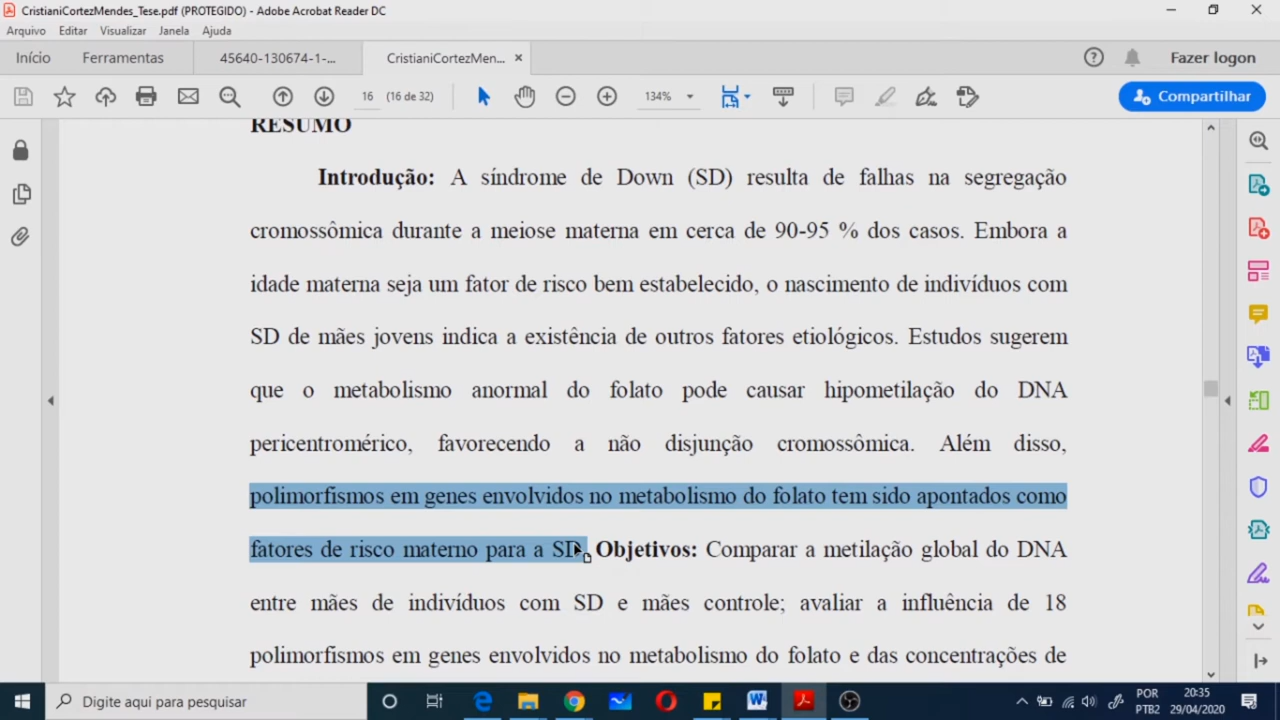 CristianiCortezMendes_Tese.pdf (PROTEGIDO) - Adobe Acrobat Reader DC
Arquivo Editar Visualizar Janela Ajuda
Início Ferramentas 45640-130674-1-... CristianiCortezMen... × Fazer logon
16 (16 de 32) 134% Compartilhar
RESUMO
Introdução: A síndrome de Down (SD) resulta de falhas na segregação
cromossômica durante a meiose materna em cerca de 90-95 % dos casos. Embora a
idade materna seja um fator de risco bem estabelecido, o nascimento de indivíduos com
SD de mães jovens indica a existência de outros fatores etiológicos. Estudos sugerem
que o metabolismo anormal do folato pode causar hipometilação do DNA
pericentromérico, favorecendo a não disjunção cromossômica. Além disso,
polimorfismos em genes envolvidos no metabolismo do folato tem sido apontados como
fatores de risco materno para a SD. Objetivos: Comparar a metilação global do DNA
entre mães de indivíduos com SD e mães controle; avaliar a influência de 18
polimorfismos em genes envolvidos no metabolismo do folato e das concentrações de
Digite aqui para pesquisar
POR 20:35
PTB2 29/04/2020